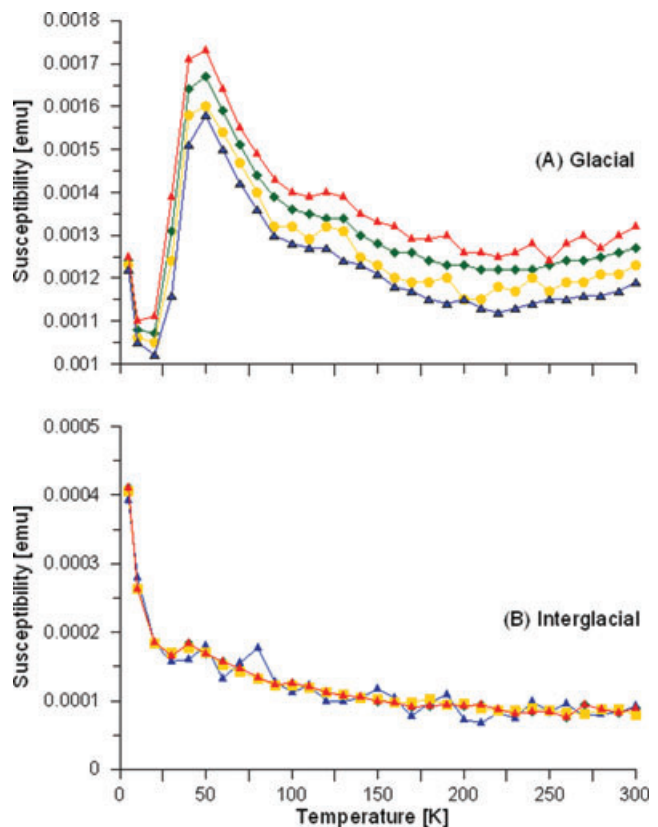 0.0018
0.0017
0.0016
0.0015
0.0014
0.0013
0.0012
0.0011
0.001
Susceptibility [emu]
(A) Glacial
0.0005
0.0004
0.0003
0.0002
0.0001
0
Susceptibility [emu]
(B) Interglacial
0 50 100 150 200 250 300
Temperature [K]